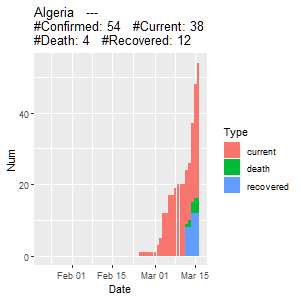 Algeria   ---
#Confirmed: 54   #Current: 38
#Death: 4   #Recovered: 12
Num
40
20
0
Feb 01   Feb 15   Mar 01   Mar 15
Date
Type
current
death
recovered